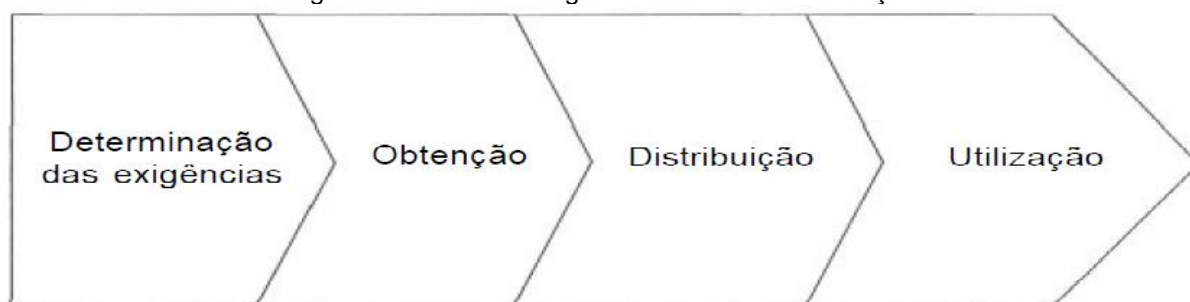 Determinação
das exigências
Obtenção
Distribuição
Utilização